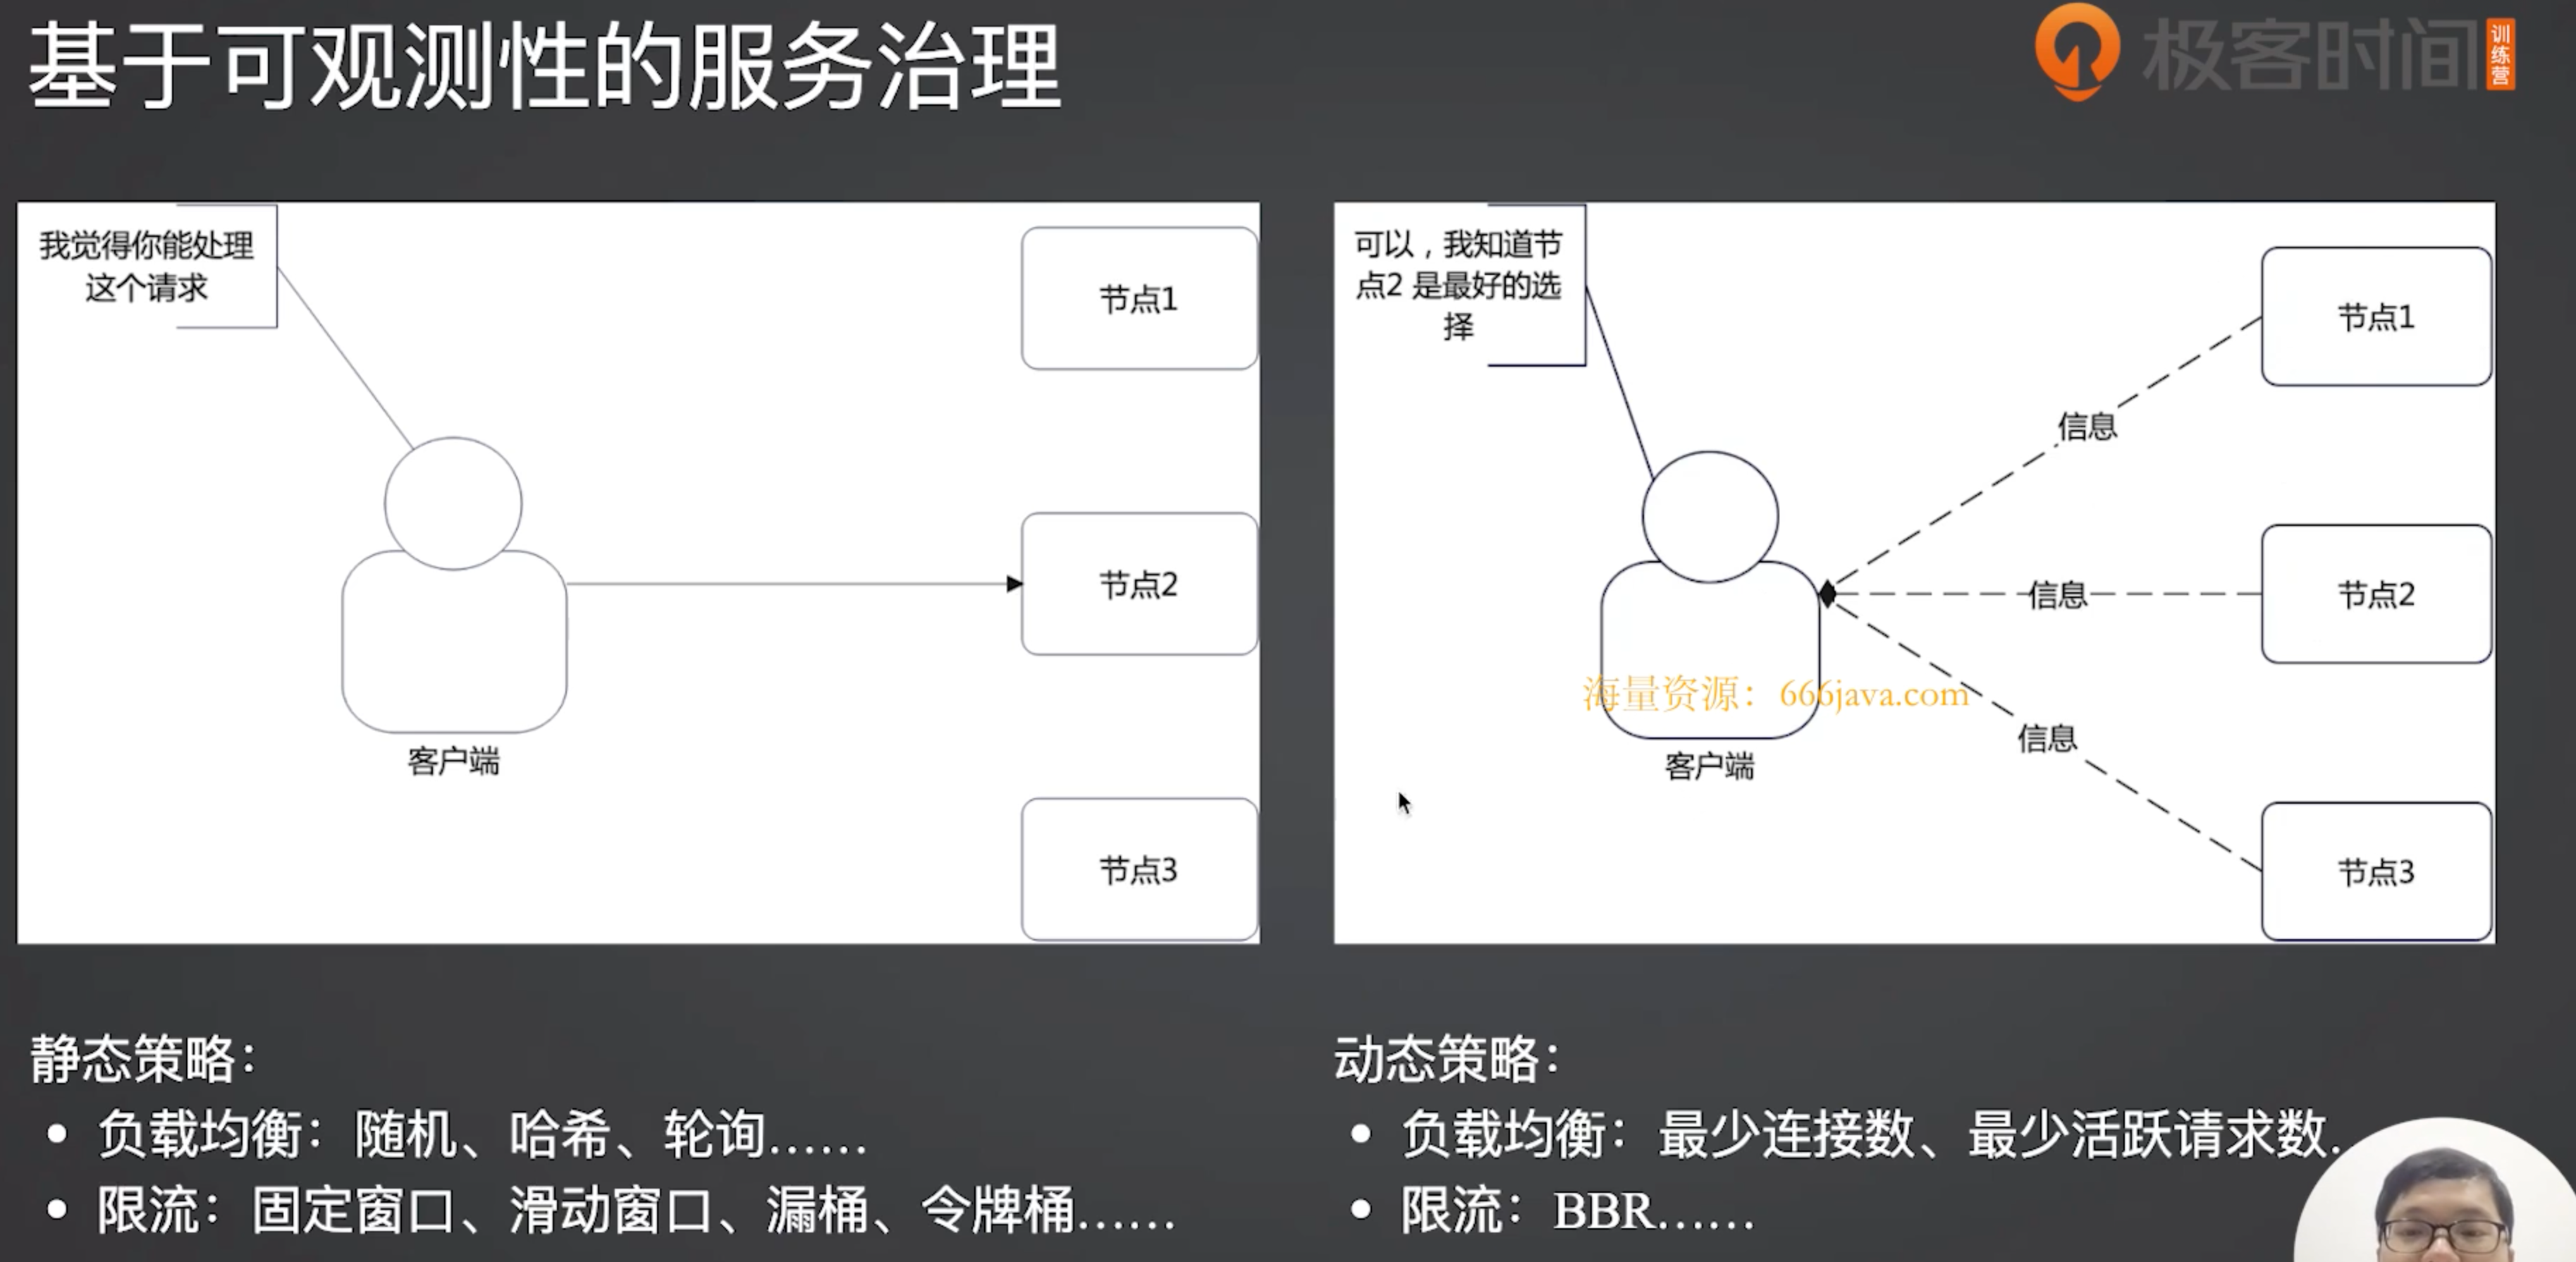 基于可观测性的服务治理
极客时间
训练营
我觉得你能处理
这个请求
节点1
节点2
节点3
客户端
可以，我知道节
点2 是最好的选
择
节点1
信息
信息
节点2
信息
节点3
海量资源：666java.com
客户端
静态策略：
• 负载均衡：随机、哈希、轮询……
• 限流：固定窗口、滑动窗口、漏桶、令牌桶……
动态策略：
• 负载均衡：最少连接数、最少活跃请求数..
• 限流：BBR……